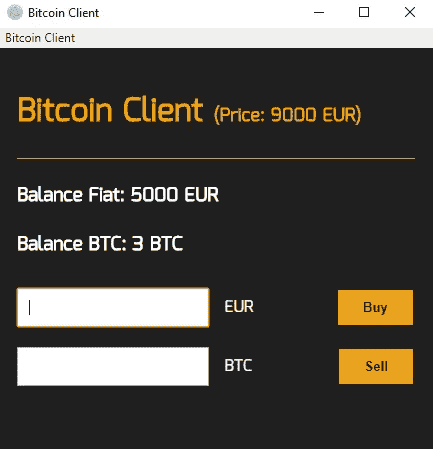 Bitcoin Client
Bitcoin Client
Bitcoin Client (Price: 9000 EUR)
Balance Fiat: 5000 EUR
Balance BTC: 3 BTC
EUR Buy
BTC Sell